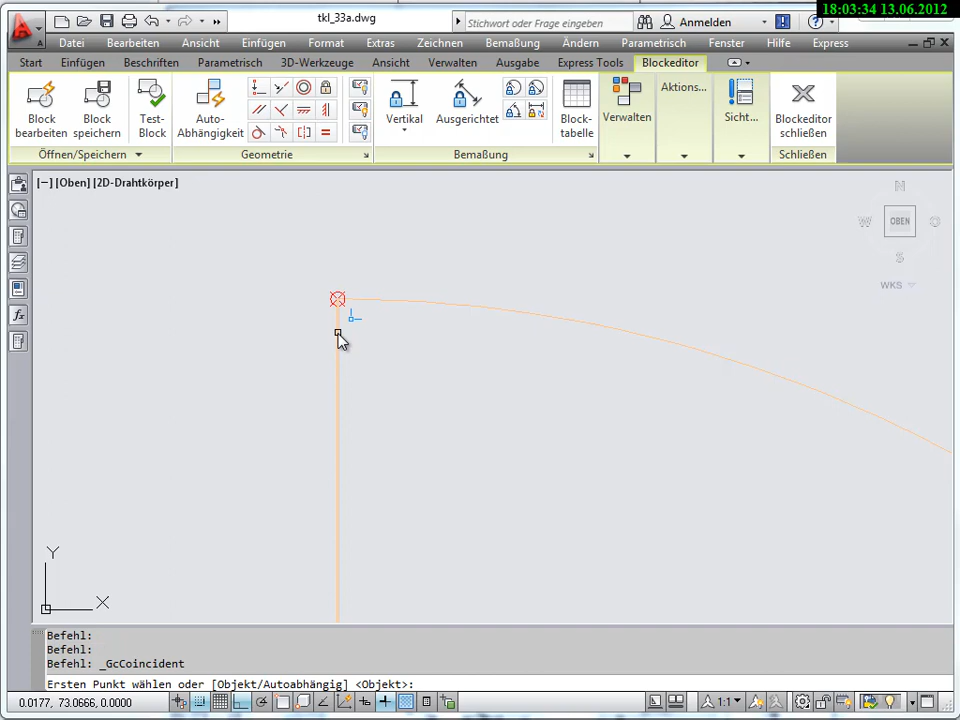 18:03:34 13.06.2012
tkl_33a.dwg
Stichwort oder Frage eingeben
Anmelden
Datei Bearbeiten Ansicht Einfügen Format Extras Zeichnen Bemaßung Ändern Parametrisch Fenster Hilfe Express
Start Einfügen Beschriften Parametrisch 3D-Werkzeuge Ansicht Verwalten Ausgabe Express Tools Blockeditor
Block bearbeiten
Block speichern
Test-Block
Auto-Abhängigkeit
Vertikal
Ausgerichtet
Block-tabelle
Verwalten
Aktions...
Sicht...
Blockeditor schließen
Öffnen/Speichern Geometrie Bemaßung Schließen
[−] [Oben] [2D-Drahtkörper]
N
W OBEN O
S
WKS
Y
X
Befehl:
Befehl:
Befehl: _GcCoincident
Ersten Punkt wählen oder [Objekt/Autoabhängig] <Objekt>:
0.0177, 73.0666, 0.0000
1:1